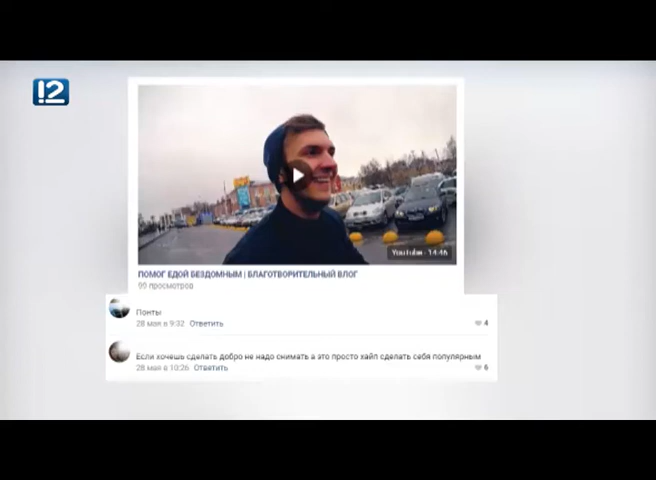 12
YouTube · 14:46
ПОМОГ ЕДОЙ БЕЗДОМНЫМ | БЛАГОТВОРИТЕЛЬНЫЙ ВЛОГ
99 просмотров
Понты
28 мая в 9:32 Ответить
4
Если хочешь сделать добро не надо снимать а это просто хайп сделать себя популярным
28 мая в 10:26 Ответить
6